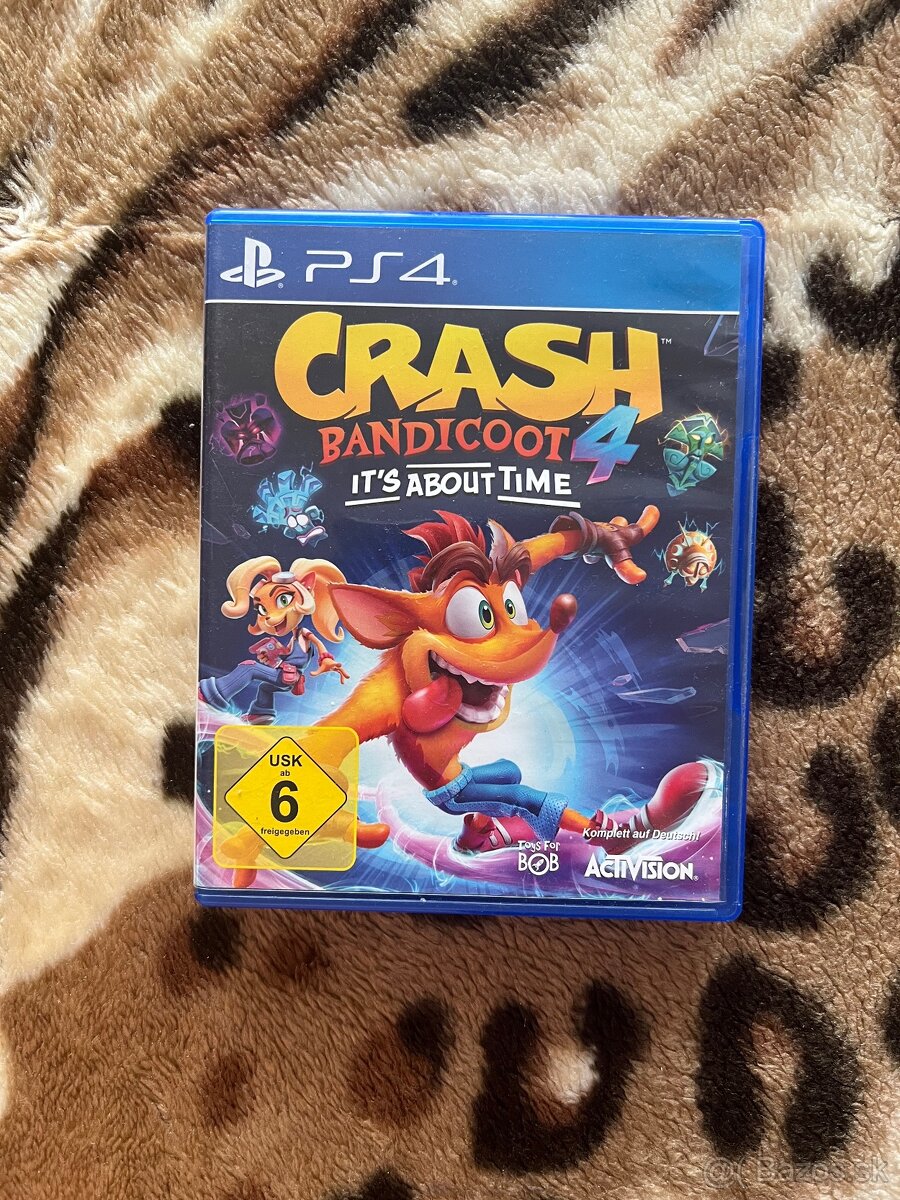 PS4
CRASH™
BANDICOOT 4
IT'S ABOUT TIME
USK
ab
6
freigegeben
Komplett auf Deutsch!
Toys For
BOB
ACTIVISION®
Bazos.sk